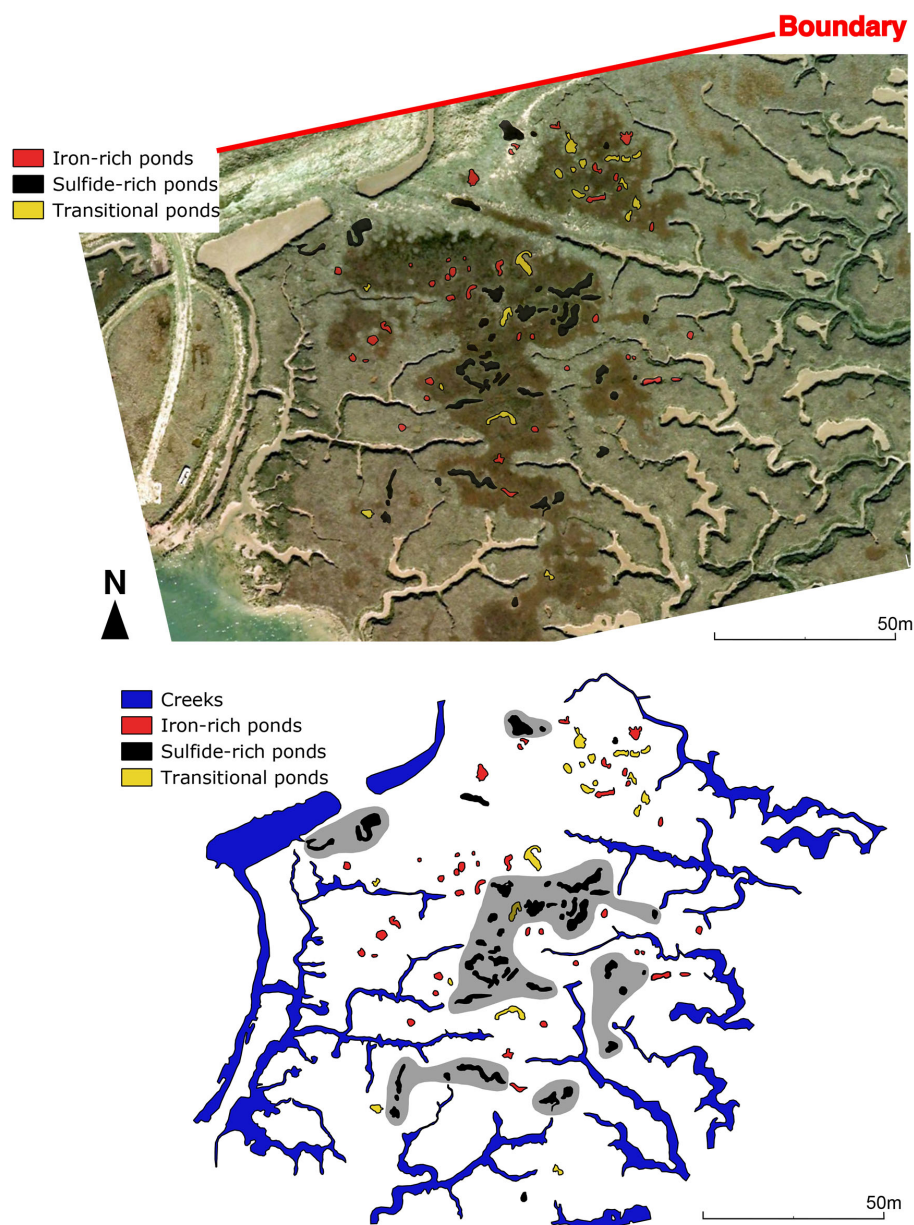 Boundary
Iron-rich ponds
Sulfide-rich ponds
Transitional ponds
N
50m
Creeks
Iron-rich ponds
Sulfide-rich ponds
Transitional ponds
50m